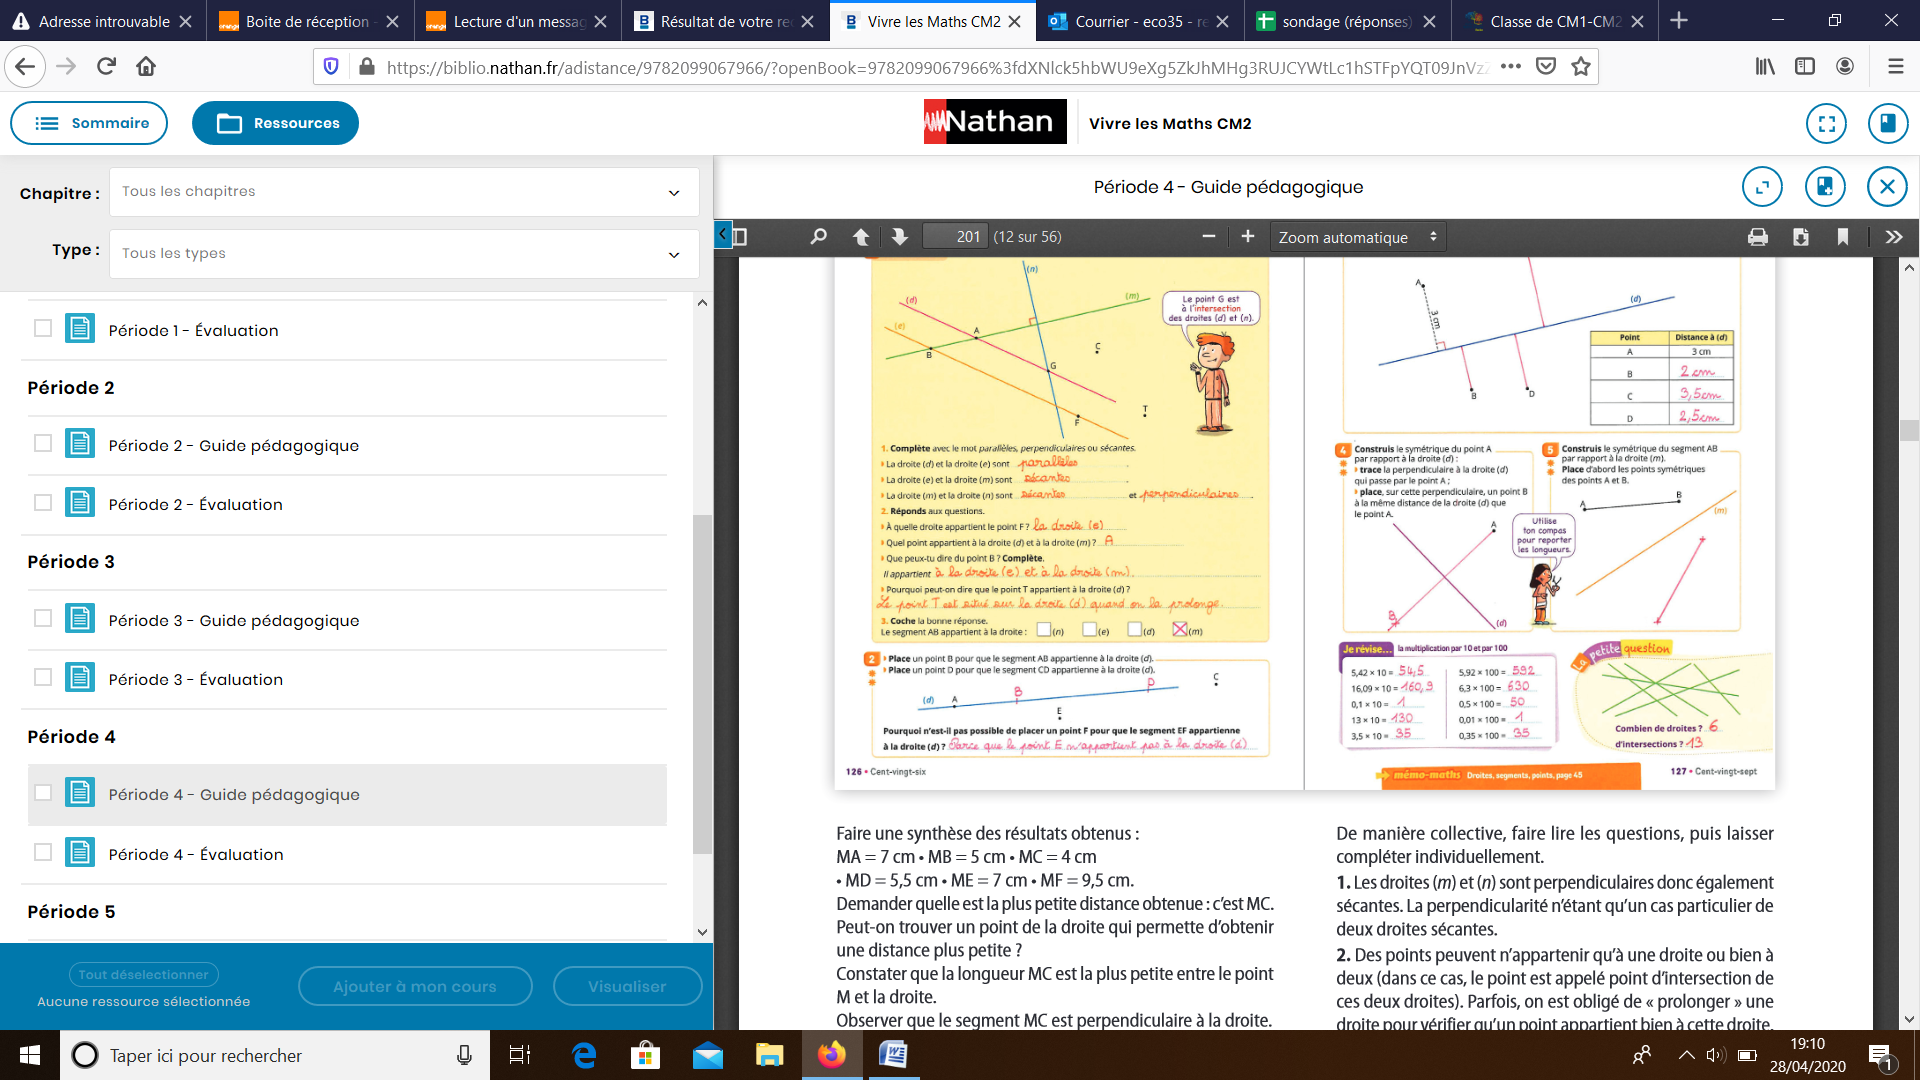 Adresse introuvable
Boite de réception -
Lecture d'un messag
Résultat de votre rec
Vivre les Maths CM2
Courrier - eco35 - re
sondage (réponses)
Classe de CM1-CM2
https://biblio.nathan.fr/adistance/9782099067966/?openBook=9782099067966%3fdXNlck5hbWU9eXg5ZkJhMHg3RUJCYWtLc1hSTFpYQT09JnVzZ
Sommaire
Ressources
Nathan
Vivre les Maths CM2
Chapitre :
Tous les chapitres
Type :
Tous les types
Période 1 - Évaluation
Période 2
Période 2 - Guide pédagogique
Période 2 - Évaluation
Période 3
Période 3 - Guide pédagogique
Période 3 - Évaluation
Période 4
Période 4 - Guide pédagogique
Période 4 - Évaluation
Période 5
Tout déselectionner
Aucune ressource sélectionnée
Ajouter à mon cours
Visualiser
Période 4 - Guide pédagogique
201
(12 sur 56)
Zoom automatique
(n)
(d)
(m)
(e)
A
B
C
G
T
F
Le point G est
à l'intersection
des droites (d) et (n).
1. Complète avec le mot parallèles, perpendiculaires ou sécantes.
La droite (d) et la droite (e) sont parallèles.
La droite (e) et la droite (m) sont sécantes.
La droite (m) et la droite (n) sont sécantes et perpendiculaires.
2. Réponds aux questions.
À quelle droite appartient le point F ? la droite (e)
Quel point appartient à la droite (d) et à la droite (m) ? A
Que peux-tu dire du point B ? Complète.
Il appartient à la droite (e) et à la droite (m).
Pourquoi peut-on dire que le point T appartient à la droite (d) ?
Le point T est situé sur la droite (d) quand on la prolonge.
3. Coche la bonne réponse.
Le segment AB appartient à la droite : (n) (e) (d) (m)
2 Place un point B pour que le segment AB appartienne à la droite (d).
Place un point D pour que le segment CD appartienne à la droite (d).
(d)
A
B
D
C
E
Pourquoi n'est-il pas possible de placer un point F pour que le segment EF appartienne
à la droite (d) ? Parce que le point E n'appartient pas à la droite (d)
126 • Cent-vingt-six
A
3 cm
(d)
B
D
Point Distance à (d)
A 3 cm
B 2 cm
C 3,5 cm
D 2,5 cm
4 Construis le symétrique du point A
par rapport à la droite (d) :
trace la perpendiculaire à la droite (d)
qui passe par le point A ;
place, sur cette perpendiculaire, un point B
à la même distance de la droite (d) que
le point A.
A
B
(d)
5 Construis le symétrique du segment AB
par rapport à la droite (m).
Place d'abord les points symétriques
des points A et B.
A
B
(m)
Utilise
ton compas
pour reporter
les longueurs.
Je révise... la multiplication par 10 et par 100
5,42 × 10 = 54,5 5,92 × 100 = 592
16,09 × 10 = 160,9 6,3 × 100 = 630
0,1 × 10 = 1 0,5 × 100 = 50
13 × 10 = 130 0,01 × 100 = 1
3,5 × 10 = 35 0,35 × 100 = 35
La petite question
Combien de droites ? 6
d'intersections ? 13
mémo-maths Droites, segments, points, page 45
127 • Cent-vingt-sept
Faire une synthèse des résultats obtenus :
MA = 7 cm • MB = 5 cm • MC = 4 cm
• MD = 5,5 cm • ME = 7 cm • MF = 9,5 cm.
Demander quelle est la plus petite distance obtenue : c'est MC.
Peut-on trouver un point de la droite qui permette d'obtenir
une distance plus petite ?
Constater que la longueur MC est la plus petite entre le point
M et la droite.
Observer que le segment MC est perpendiculaire à la droite.
De manière collective, faire lire les questions, puis laisser
compléter individuellement.
1. Les droites (m) et (n) sont perpendiculaires donc également
sécantes. La perpendicularité n'étant qu'un cas particulier de
deux droites sécantes.
2. Des points peuvent n'appartenir qu'à une droite ou bien à
deux (dans ce cas, le point est appelé point d'intersection de
ces deux droites). Parfois, on est obligé de « prolonger » une
droite pour vérifier qu'un point appartient bien à cette droite.
Taper ici pour rechercher
19:10
28/04/2020
1